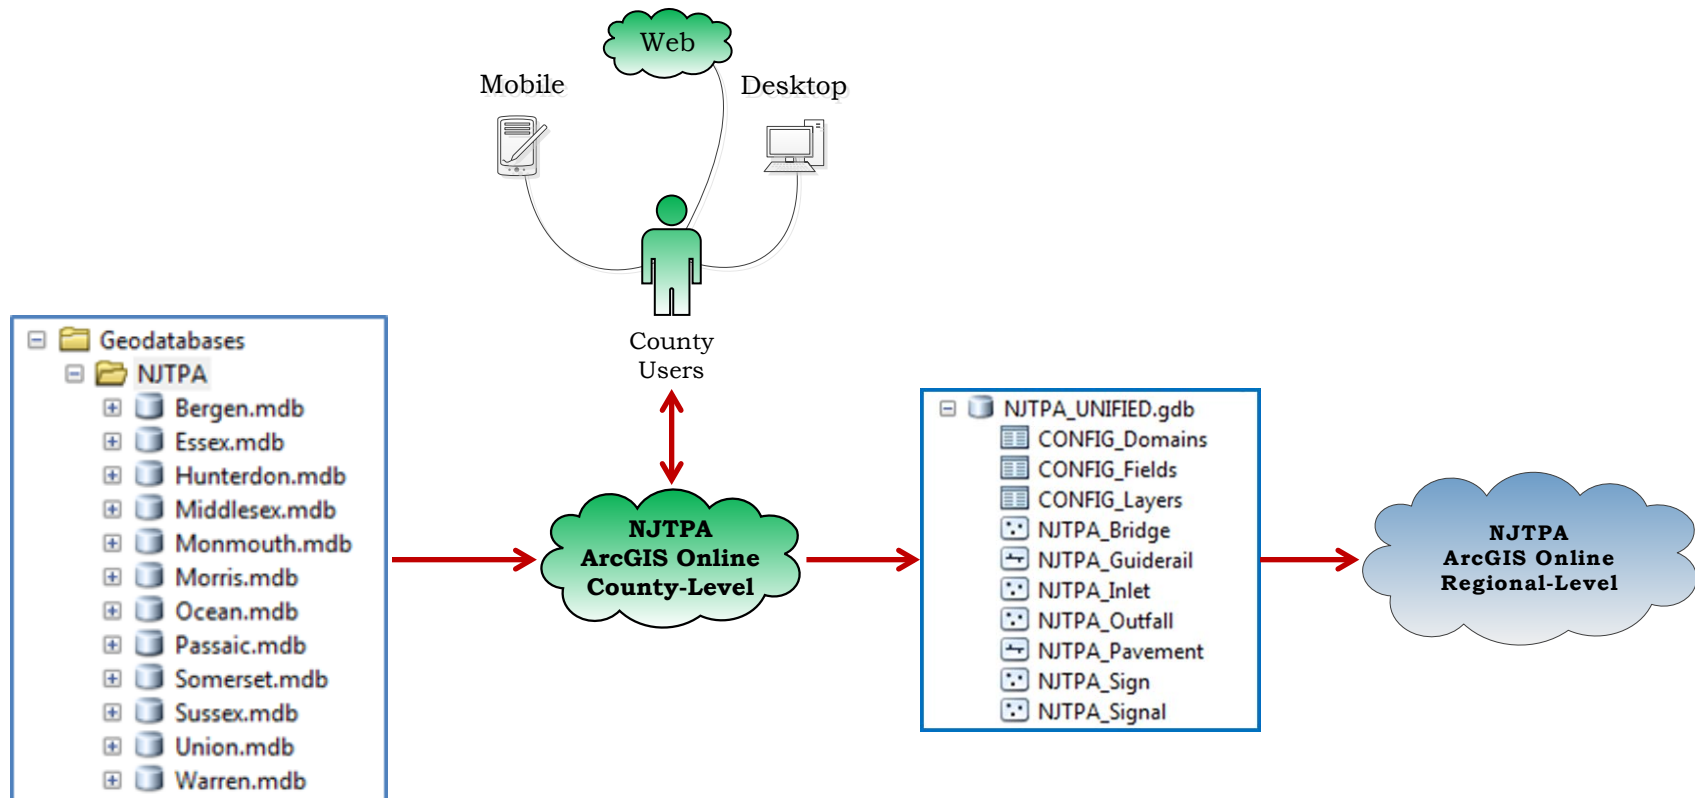 Web
Mobile
Desktop
County
Users
Geodatabases
NJTPA
Bergen.mdb
Essex.mdb
Hunterdon.mdb
Middlesex.mdb
Monmouth.mdb
Morris.mdb
Ocean.mdb
Passaic.mdb
Somerset.mdb
Sussex.mdb
Union.mdb
Warren.mdb
NJTPA
ArcGIS Online
County-Level
NJTPA_UNIFIED.gdb
CONFIG_Domains
CONFIG_Fields
CONFIG_Layers
NJTPA_Bridge
NJTPA_Guiderail
NJTPA_Inlet
NJTPA_Outfall
NJTPA_Pavement
NJTPA_Sign
NJTPA_Signal
NJTPA
ArcGIS Online
Regional-Level